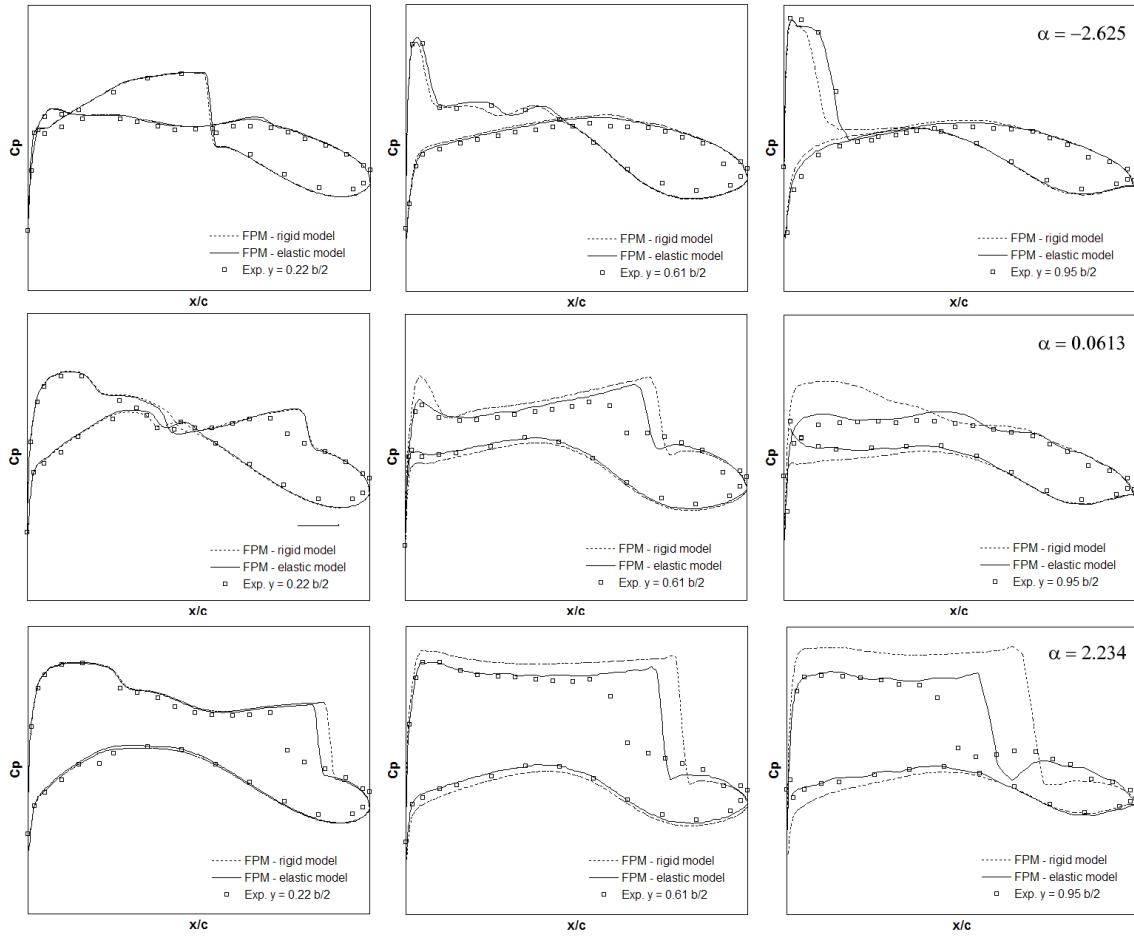 α = −2.625
Cp
FPM - rigid model
FPM - elastic model
Exp. y = 0.22 b/2
x/c
Cp
FPM - rigid model
FPM - elastic model
Exp. y = 0.61 b/2
x/c
Cp
FPM - rigid model
FPM - elastic model
Exp. y = 0.95 b/2
x/c
α = 0.0613
Cp
FPM - rigid model
FPM - elastic model
Exp. y = 0.22 b/2
x/c
Cp
FPM - rigid model
FPM - elastic model
Exp. y = 0.61 b/2
x/c
Cp
FPM - rigid model
FPM - elastic model
Exp. y = 0.95 b/2
x/c
α = 2.234
Cp
FPM - rigid model
FPM - elastic model
Exp. y = 0.22 b/2
x/c
Cp
FPM - rigid model
FPM - elastic model
Exp. y = 0.61 b/2
x/c
Cp
FPM - rigid model
FPM - elastic model
Exp. y = 0.95 b/2
x/c